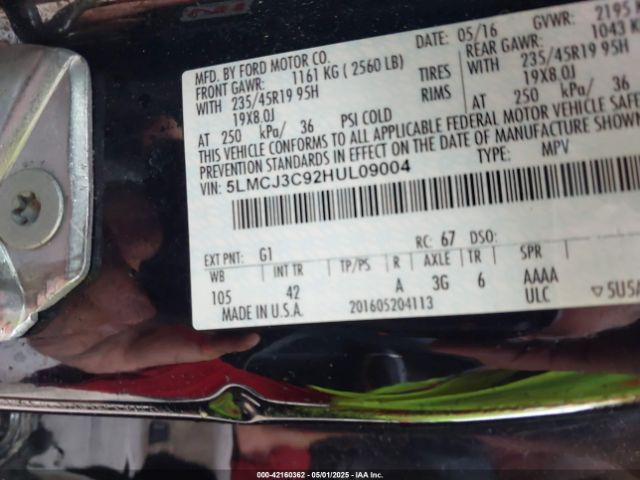 MFD. BY FORD MOTOR CO.
DATE: 05/16 GVWR: 2195
FRONT GAWR: 1161 KG ( 2560 LB)
REAR GAWR: 1043
WITH 235/45R19 95H TIRES WITH 235/45R19 95H
19X8.0J RIMS 19X8.0J
AT 250 kPa/ 36 PSI COLD AT 250 kPa/ 36
THIS VEHICLE CONFORMS TO ALL APPLICABLE FEDERAL MOTOR VEHICLE SAFE
PREVENTION STANDARDS IN EFFECT ON THE DATE OF MANUFACTURE SHOWN
VIN: 5LMCJ3C92HUL09004 TYPE: MPV
EXT PNT: G1 RC: 67 DSO:
WB INT TR TP/PS R AXLE TR SPR
105 42 A 3G 6 AAAA
ULC
MADE IN U.S.A. 201605204113
000-42160362 - 05/01/2025 - IAA Inc.